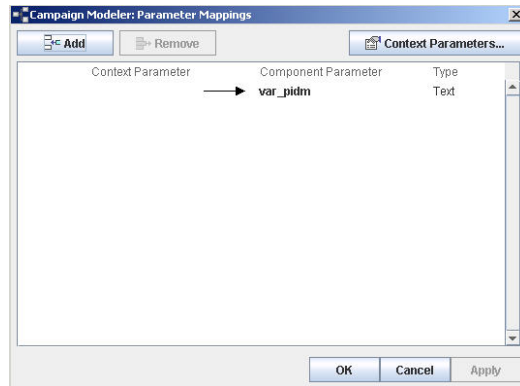 Campaign Modeler: Parameter Mappings
Add Remove Context Parameters...
Context Parameter Component Parameter Type
var_pidm Text
OK Cancel Apply